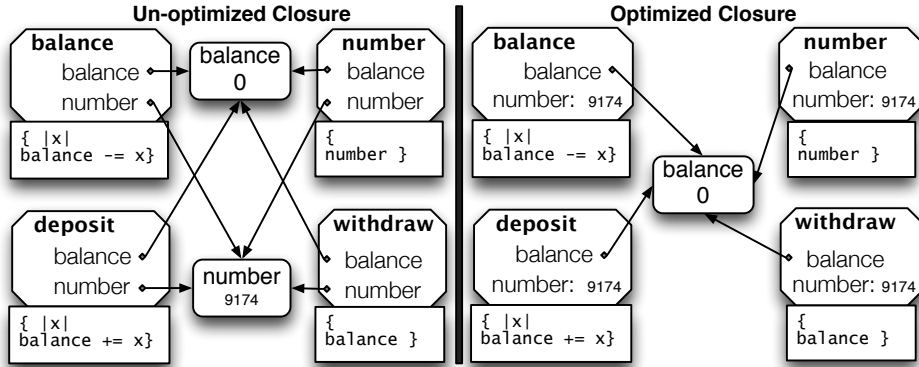 Un-optimized Closure
balance
balance
number
{ |x|
balance -= x}
balance
0
number
balance
number
{
number }
deposit
balance
number
{ |x|
balance += x}
number
9174
withdraw
balance
number
{
balance }
Optimized Closure
balance
balance
number: 9174
{ |x|
balance -= x}
number
balance
number: 9174
{
number }
balance
0
deposit
balance
number: 9174
{ |x|
balance += x}
withdraw
balance
number: 9174
{
balance }